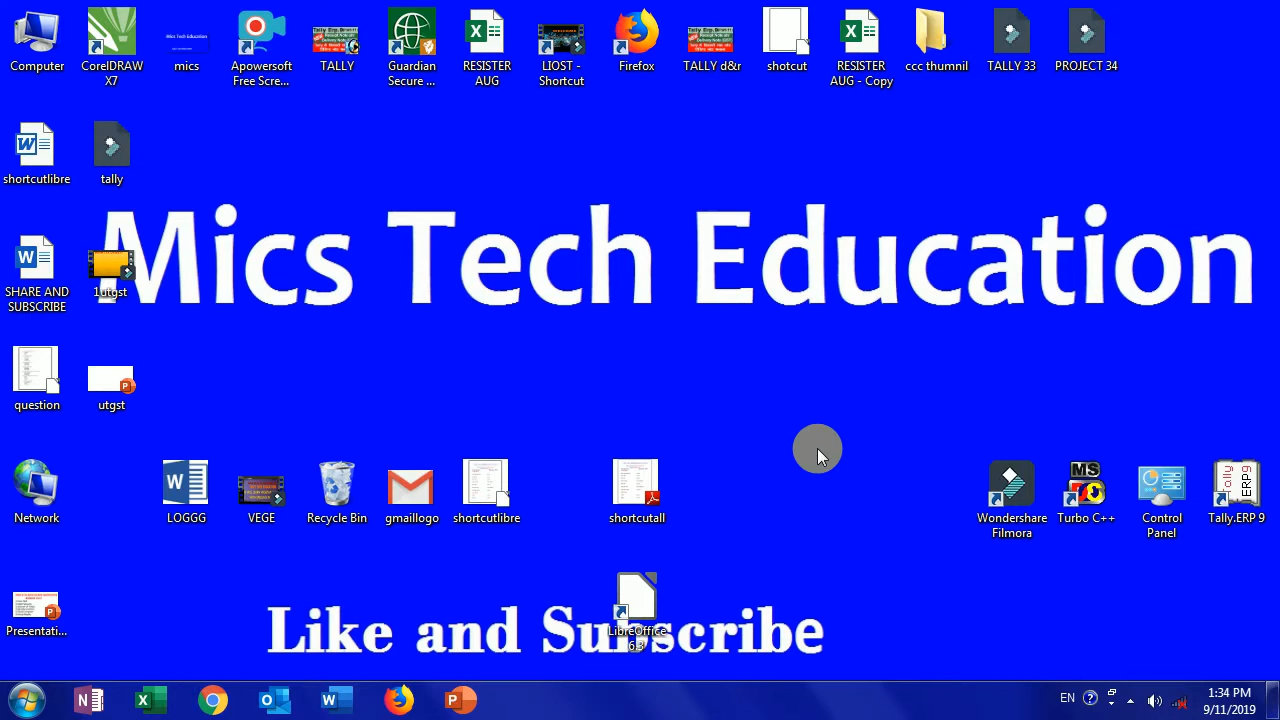 Computer
CorelDRAW
X7
mics
Apowersoft
Free Scre...
TALLY
Guardian
Secure ...
RESISTER
AUG
LIOST -
Shortcut
Firefox
TALLY d&r
shotcut
RESISTER
AUG - Copy
ccc thumnil
TALLY 33
PROJECT 34
shortcutlibre
tally
Mics Tech Education
SHARE AND
SUBSCRIBE
1utgst
question
utgst
Network
LOGGG
VEGE
Recycle Bin
gmaillogo
shortcutlibre
shortcutall
Wondershare
Filmora
Turbo C++
Control
Panel
Tally.ERP 9
Presentati...
Like and Subscribe
LibreOffice
6.3
EN
1:34 PM
9/11/2019